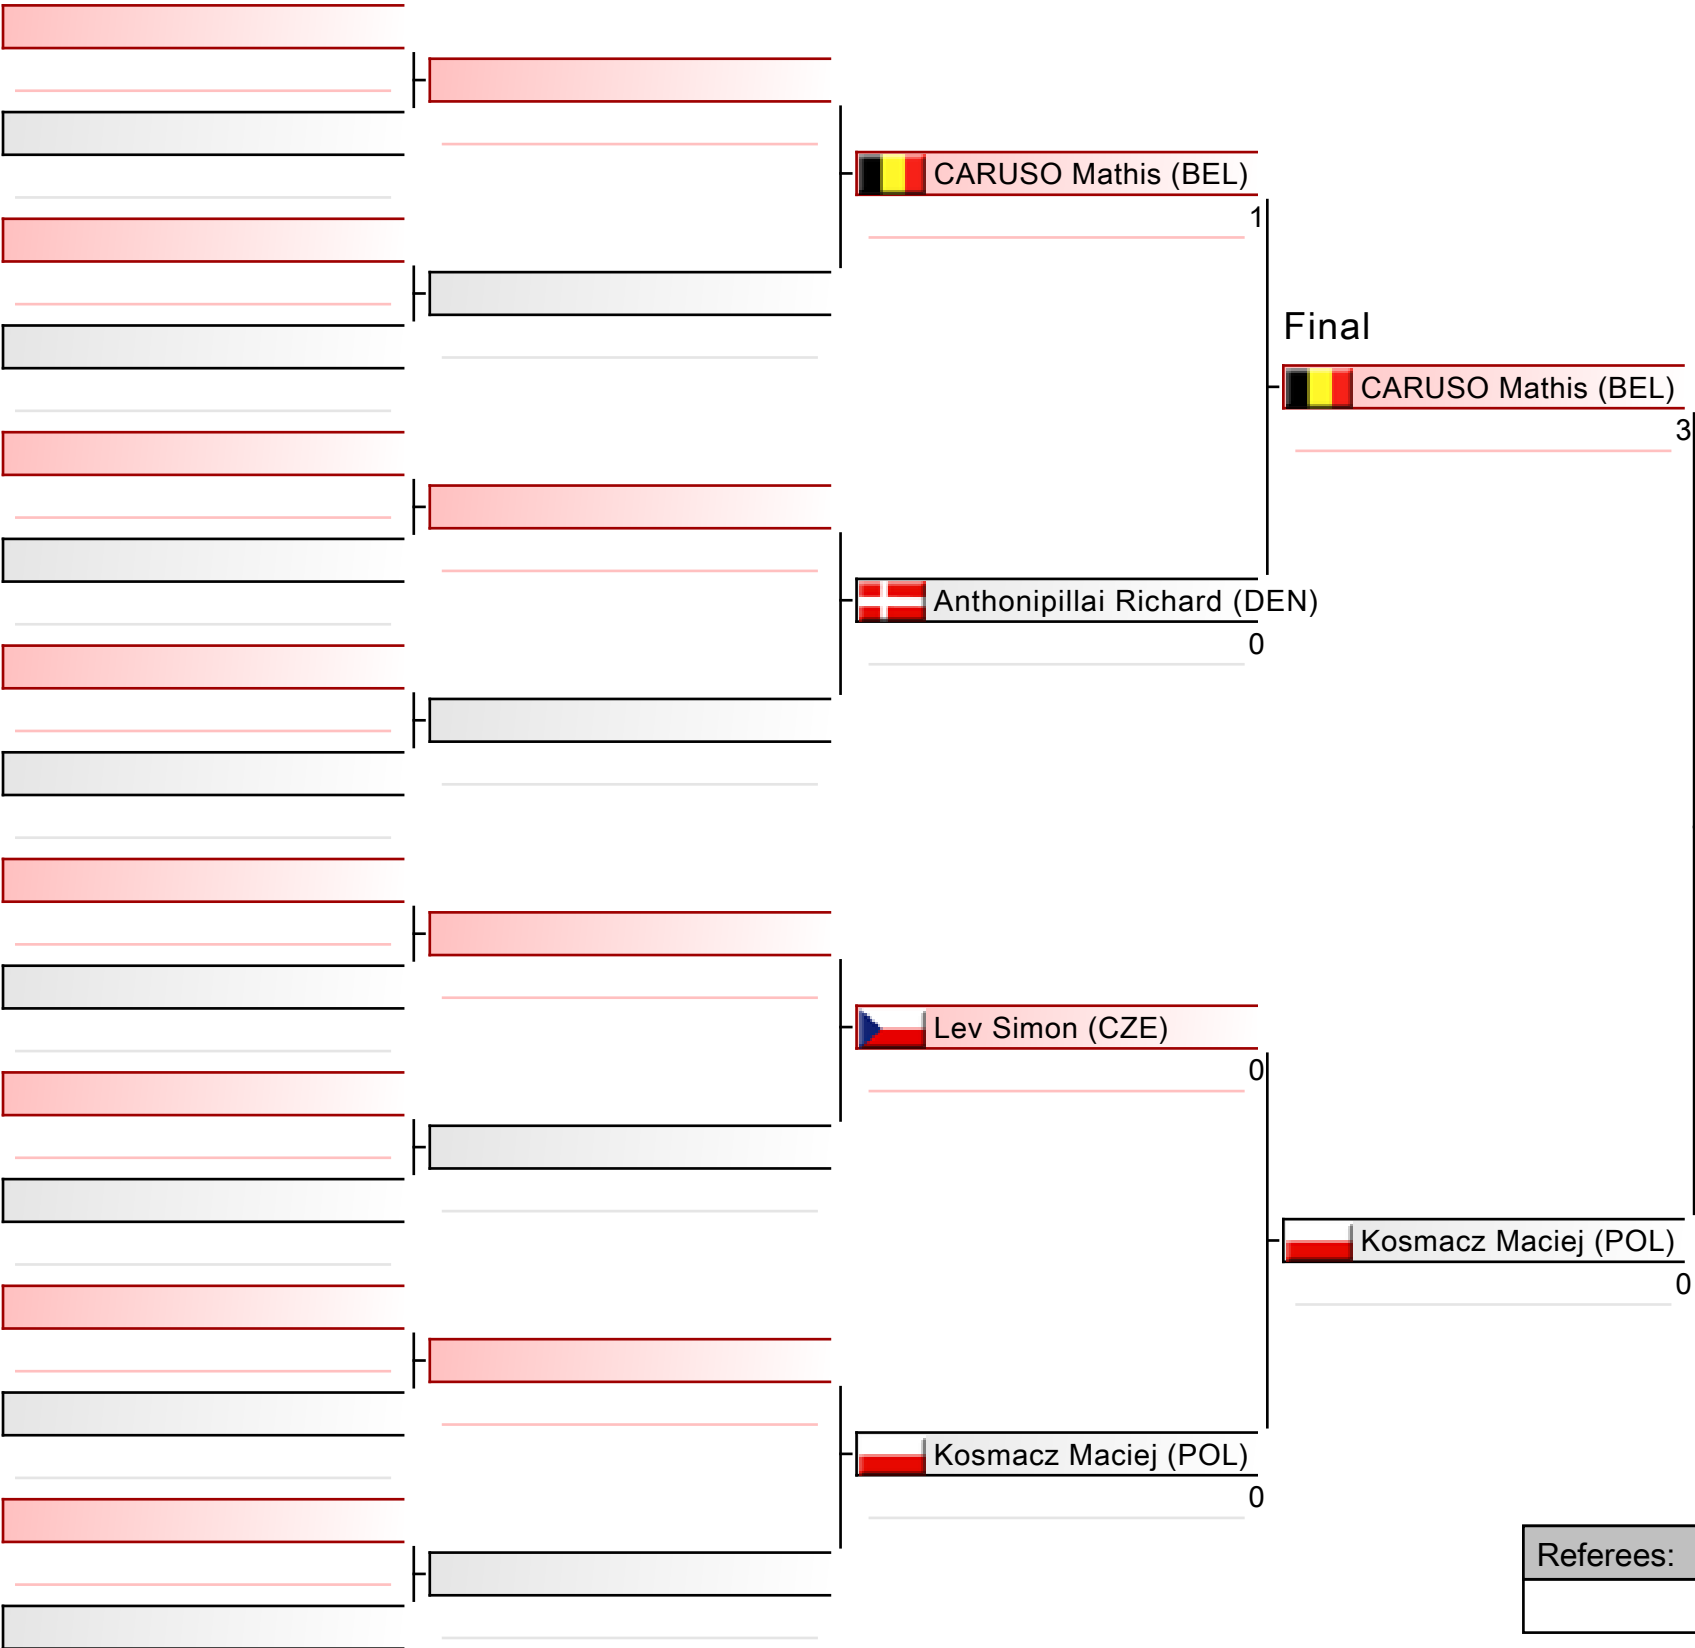 CARUSO Mathis (BEL)
1
Final
CARUSO Mathis (BEL)
3
Anthonipillai Richard (DEN)
0
Lev Simon (CZE)
0
Kosmacz Maciej (POL)
0
Kosmacz Maciej (POL)
0
Referees: